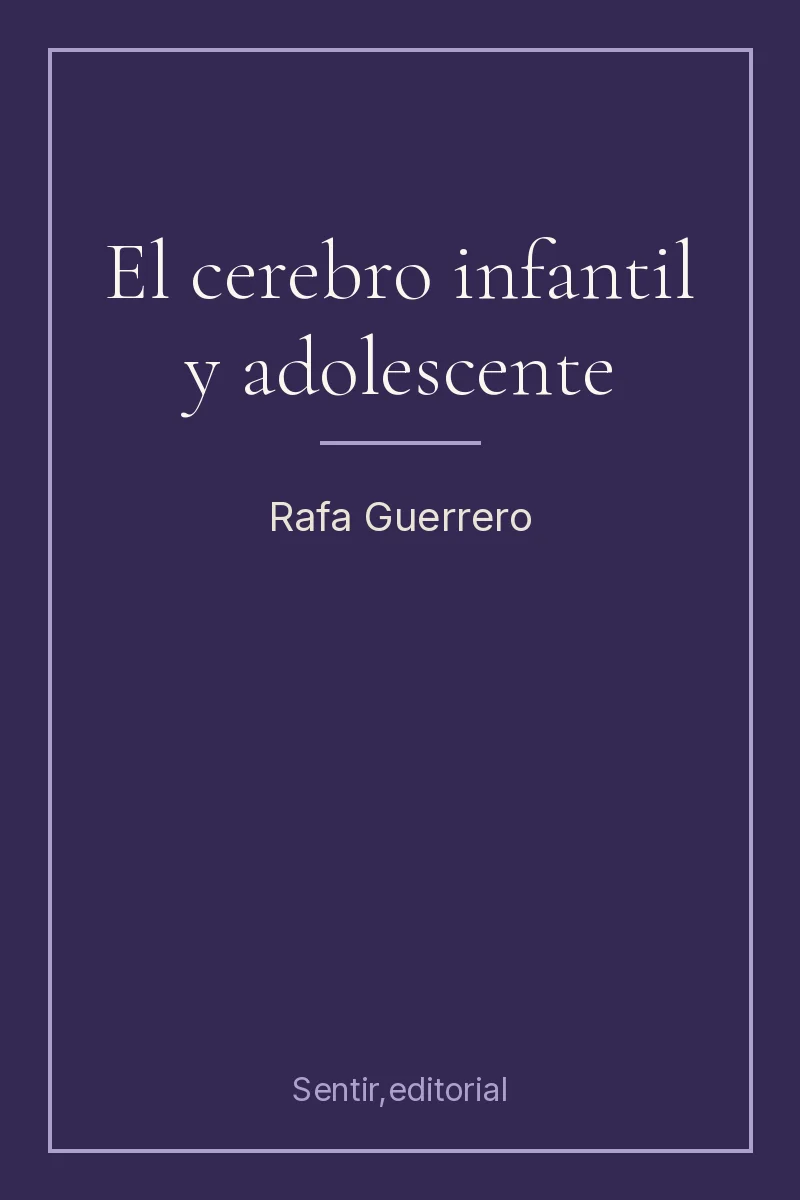 El cerebro infantil
y adolescente
Rafa Guerrero
Sentir,editorial